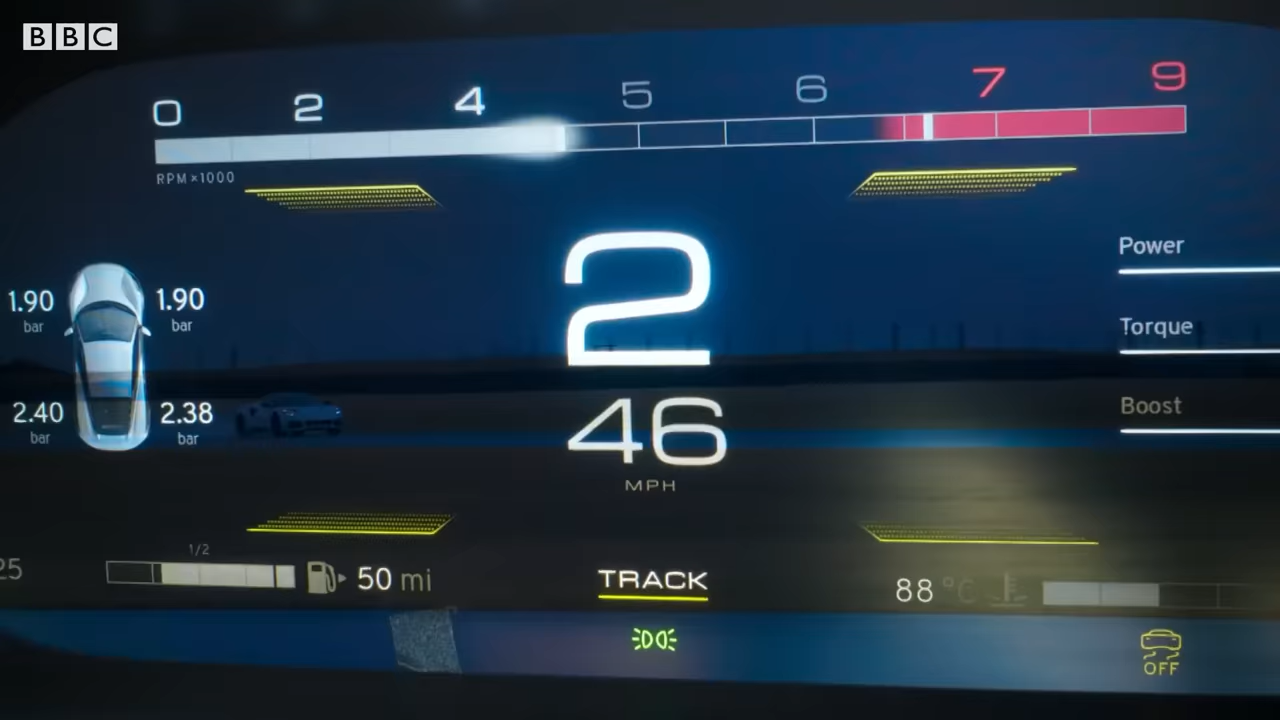 BBC
0 2 4 5 6 7 9
RPM×1000
Power
2
1.90 bar
1.90 bar
Torque
2.40 bar
2.38 bar
Boost
46
MPH
25
1/2
50 mi
TRACK
88 °C
OFF